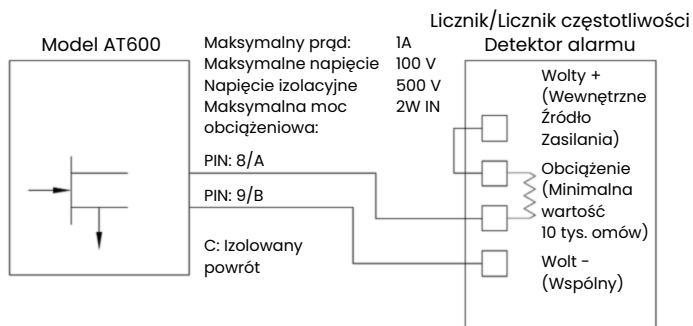 Licznik/Licznik częstotliwości
Detektor alarmu
Model AT600
Maksymalny prąd: 1A
Maksymalne napięcie 100 V
Napięcie izolacyjne 500 V
Maksymalna moc 2W IN
obciążeniowa:
PIN: 8/A
PIN: 9/B
C: Izolowany
powrót
Wolty +
(Wewnętrzne
Źródło
Zasilania)
Obciążenie
(Minimalna
wartość
10 tys. omów)
Wolt -
(Wspólny)